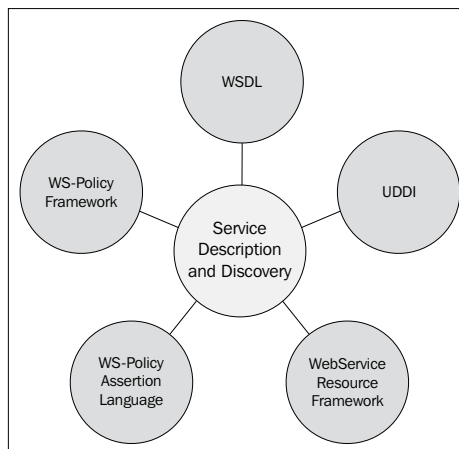 WSDL
WS-Policy
Framework
UDDI
Service
Description
and Discovery
WS-Policy
Assertion
Language
WebService
Resource
Framework